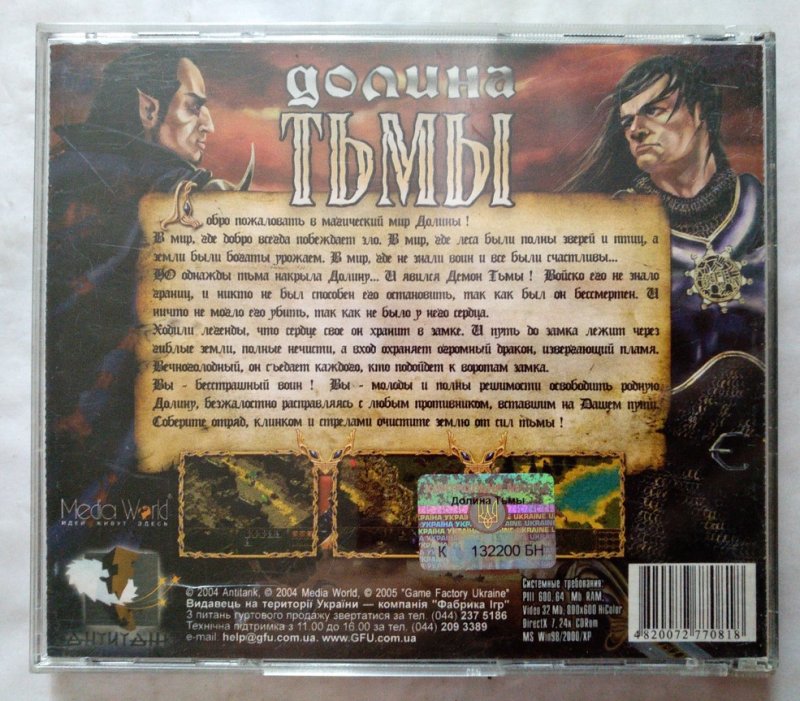 долина
ТЬМЫ
Добро пожаловать в магический мир Долины !
В мир, где добро всегда побеждает зло. В мир, где леса были полны зверей и птиц, а
земли были богаты урожаем. В мир, где не знали войн и все были счастливы...
НО однажды тьма накрыла Долину... И явился Демон Тьмы ! Войско его не знало
границ, и никто не был способен его остановить, так как был он бессмертен. И
ничто не могло его убить, так как не было у него сердца.
Ходили легенды, что сердце свое он хранит в замке. И путь до замка лежит через
гиблые земли, полные нечисти, а вход охраняет огромный дракон, извергающий пламя.
Вечноголодный, он съедает каждого, кто подойдет к воротам замка.
Вы - бесстрашный воин ! Вы - молоды и полны решимости освободить родную
Долину, безжалостно расправляясь с любым противником, вставшим на Вашем пути.
Соберите отряд, клинком и стрелами очистите землю от сил тьмы !
Media World
ИДЕИ ЖИВУТ ЗДЕСЬ
Долина Тьмы
УКРАЇНА UKRAINE
К 132200 БН
АНТИТАНК
© 2004 Antitank, © 2004 Media World, © 2005 "Game Factory Ukraine"
Видавець на території України — компанія "Фабрика Ігр"
З питань гуртового продажу звертатися за тел. (044) 237 5186
Технічна підтримка з 11.00 до 16.00 за тел. (044) 209 3389
e-mail: help@gfu.com.ua, www.GFU.com.ua
Системные требования:
PIII 600, 64 Mb RAM,
Video 32 Mb, 800x600 HiColor
DirectX 7, 24x CDRom
MS Win98/2000/XP
4820072770818